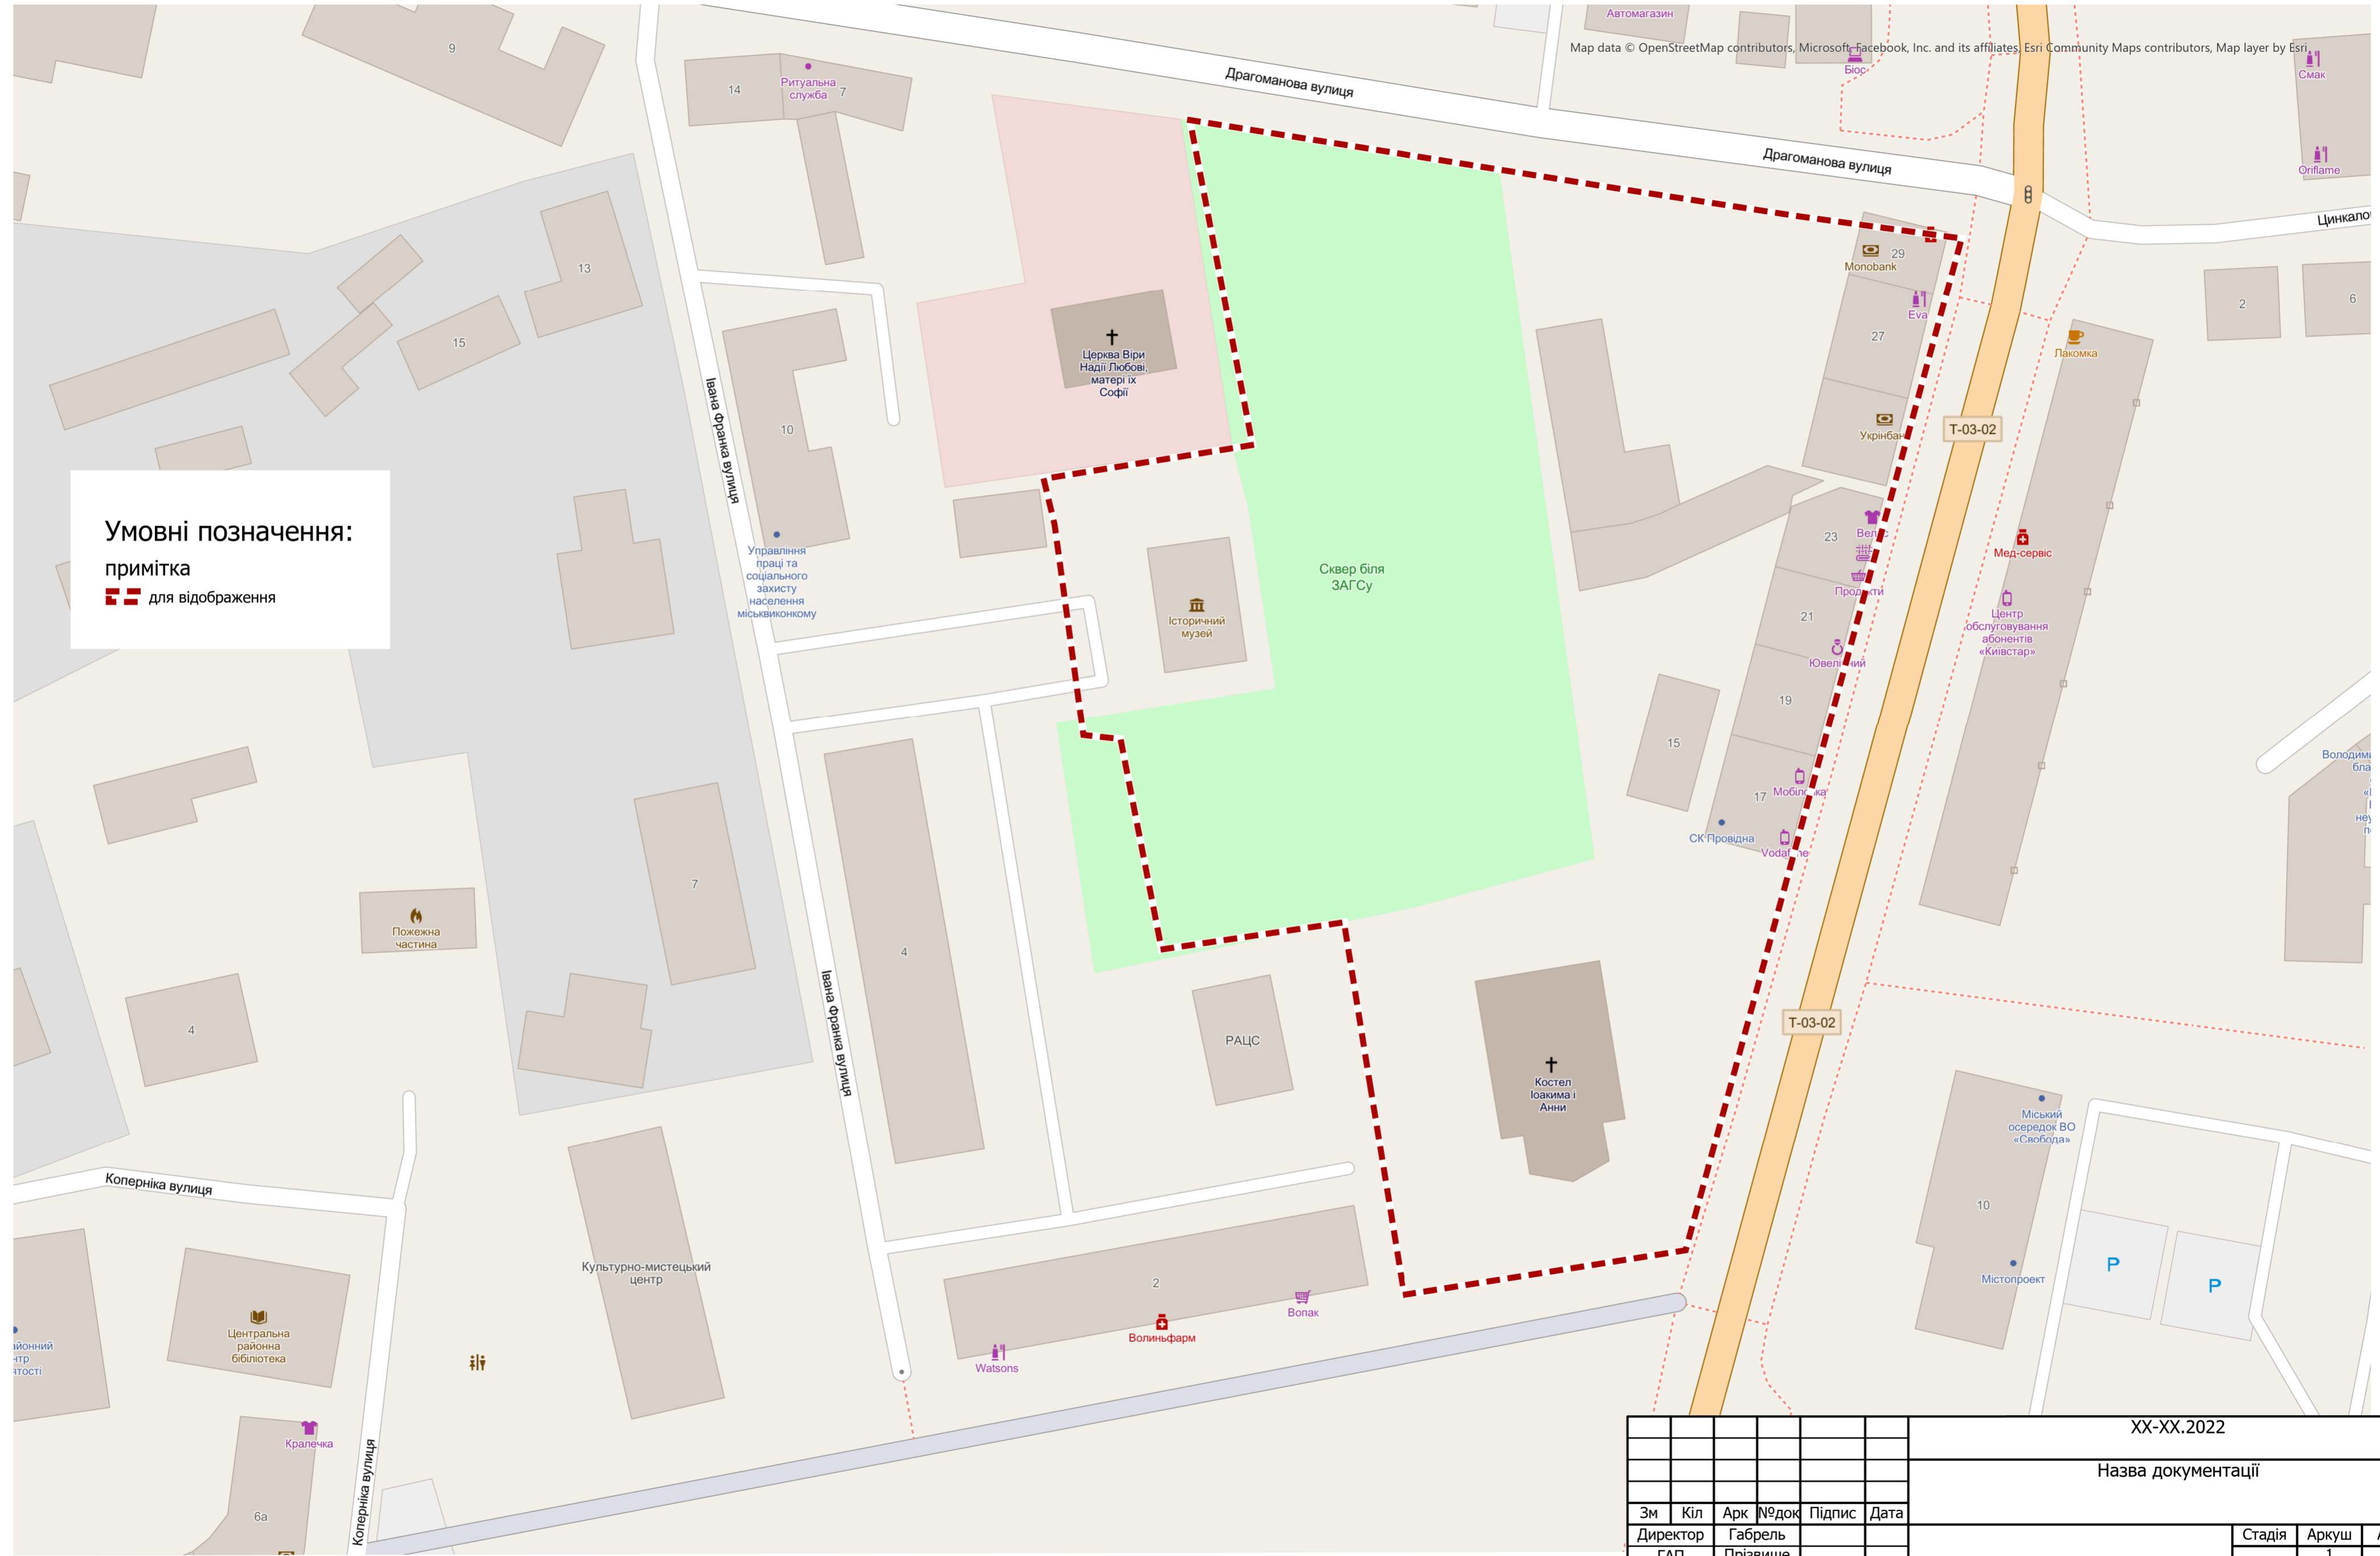 Автомагазин
Map data © OpenStreetMap contributors, Microsoft, Facebook, Inc. and its affiliates, Esri Community Maps contributors, Map layer by Esri
9
14
Ритуальна
служба
7
Драгоманова вулиця
Біос
Смак
Oriflame
Драгоманова вулиця
Monobank
29
Eva
27
2
6
Лакомка
13
15
Церква Віри
Надії Любові,
матері їх
Софії
10
Івана Франка вулиця
Укрінбан
Т-03-02
Умовні позначення:
примітка
для відображення
Управління
праці та
соціального
захисту
населення
міськвиконкому
Історичний
музей
Сквер біля
ЗАГСу
23
21
19
15
17
СК Провідна
Мед-сервіс
Центр
обслуговування
абонентів
«Київстар»
7
4
Пожежна
частина
4
Івана Франка вулиця
РАЦС
Костел
Іоакима і
Анни
Т-03-02
Міський
осередок ВО
«Свобода»
10
Містопроект
P
P
Коперніка вулиця
Культурно-мистецький
центр
2
Вопак
Волиньфарм
Watsons
Центральна
районна
бібліотека
Кралечка
6а
Коперніка вулиця
XX-XX.2022
Назва документації
Зм Кіл Арк №док Підпис Дата
Директор Габрель
Стадія Аркуш
ГАП Прізвище
1